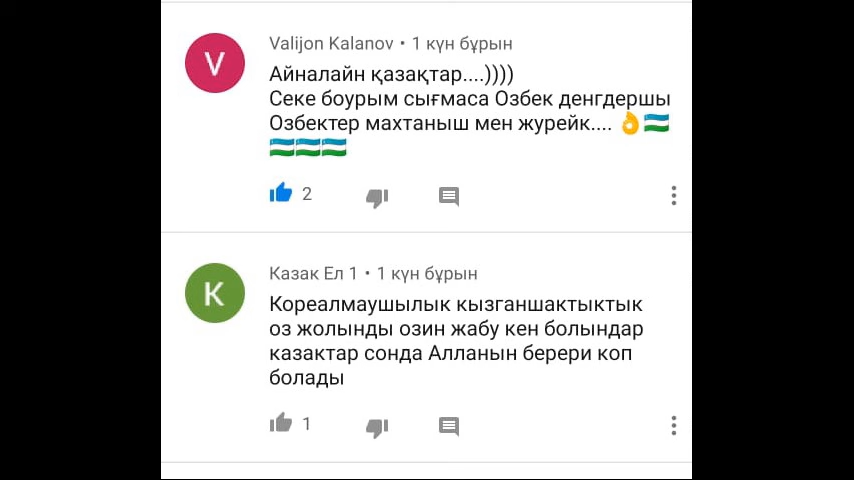 V
Valijon Kalanov • 1 күн бұрын
Айналайн қазақтар....))))
Секе боурым сығмаса Озбек денгдершы
Озбектер махтаныш мен журейк.... 👌🇺🇿
🇺🇿🇺🇿🇺🇿
2
K
Казак Ел 1 • 1 күн бұрын
Кореалмаушылык кызганшактыктык
оз жолынды озин жабу кен болындар
казактар сонда Алланын берери коп
болады
1